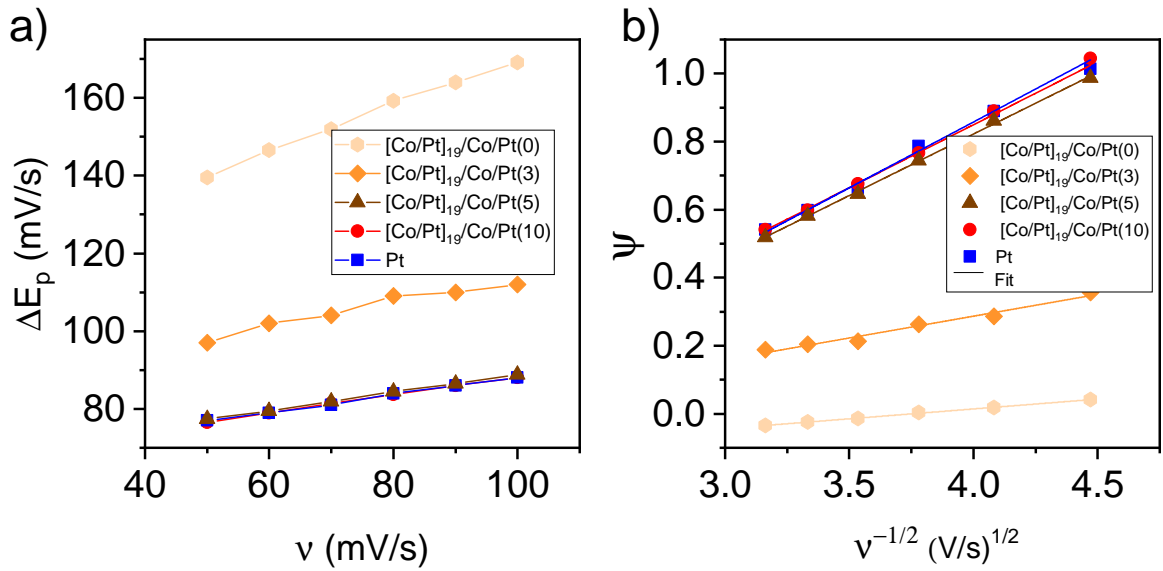 a)
ΔE_p (mV/s)
160
140
120
100
80
40
60
80
100
ν (mV/s)
[Co/Pt]₁₉/Co/Pt(0)
[Co/Pt]₁₉/Co/Pt(3)
[Co/Pt]₁₉/Co/Pt(5)
[Co/Pt]₁₉/Co/Pt(10)
Pt
b)
ψ
1.0
0.8
0.6
0.4
0.2
0.0
3.0
3.5
4.0
4.5
ν⁻¹/² (V/s)¹/²
[Co/Pt]₁₉/Co/Pt(0)
[Co/Pt]₁₉/Co/Pt(3)
[Co/Pt]₁₉/Co/Pt(5)
[Co/Pt]₁₉/Co/Pt(10)
Pt
Fit